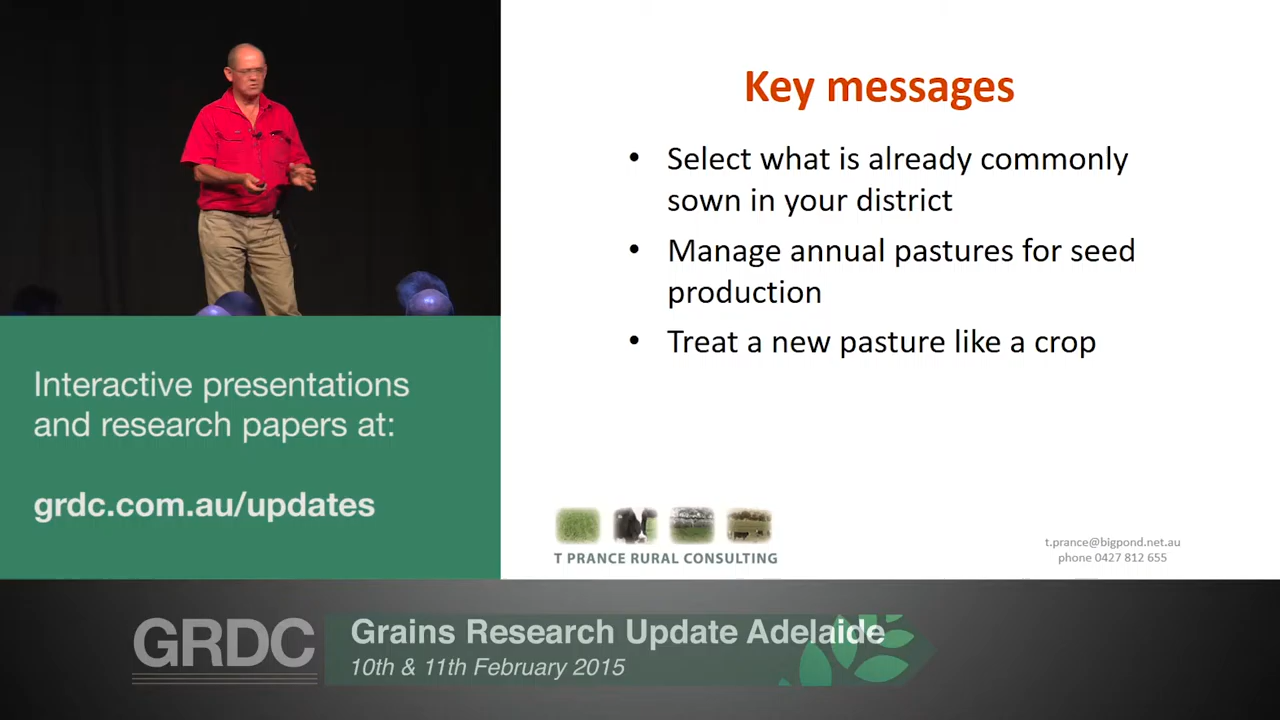 Key messages
• Select what is already commonly
sown in your district
• Manage annual pastures for seed
production
• Treat a new pasture like a crop
Interactive presentations
and research papers at:
grdc.com.au/updates
T PRANCE RURAL CONSULTING
t.prance@bigpond.net.au
phone 0427 812 655
GRDC
Grains Research Update Adelaide
10th & 11th February 2015